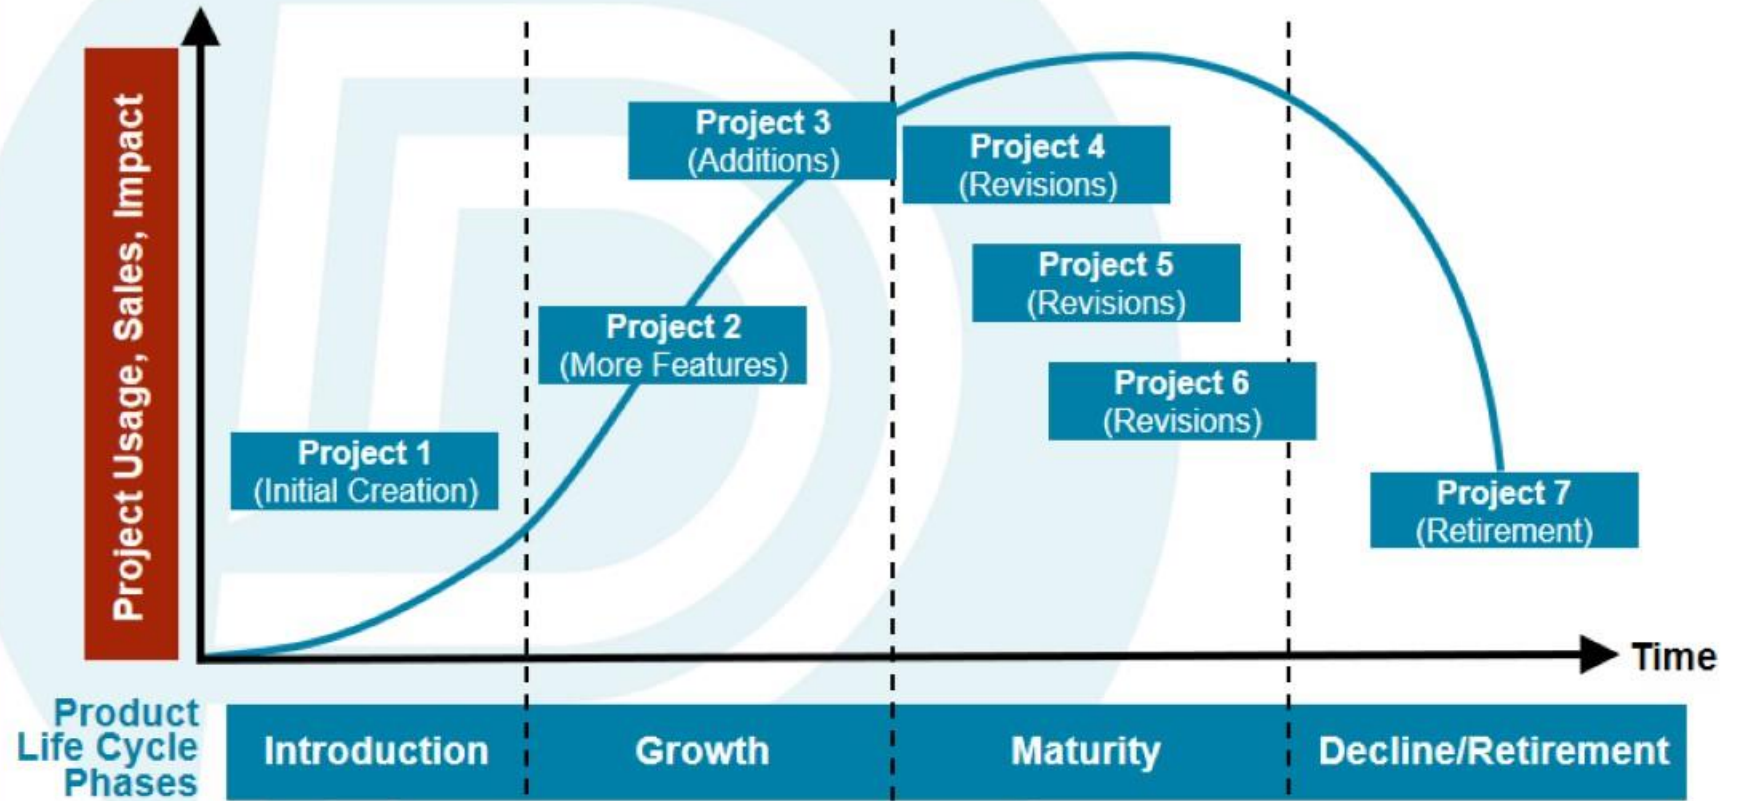 Project Usage, Sales, Impact
Project 1
(Initial Creation)
Project 2
(More Features)
Project 3
(Additions)
Project 4
(Revisions)
Project 5
(Revisions)
Project 6
(Revisions)
Project 7
(Retirement)
Time
Product
Life Cycle
Phases
Introduction
Growth
Maturity
Decline/Retirement